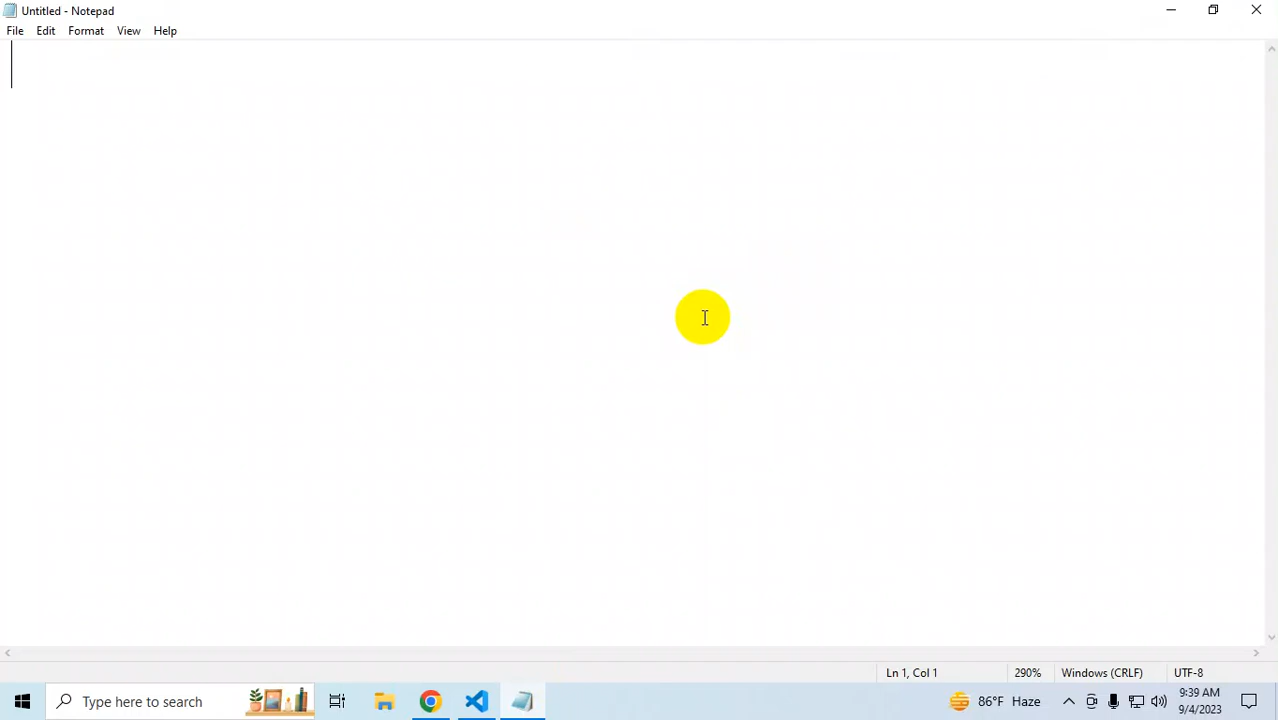 Untitled - Notepad
File Edit Format View Help
Ln 1, Col 1 290% Windows (CRLF) UTF-8
Type here to search 86°F Haze 9:39 AM
9/4/2023